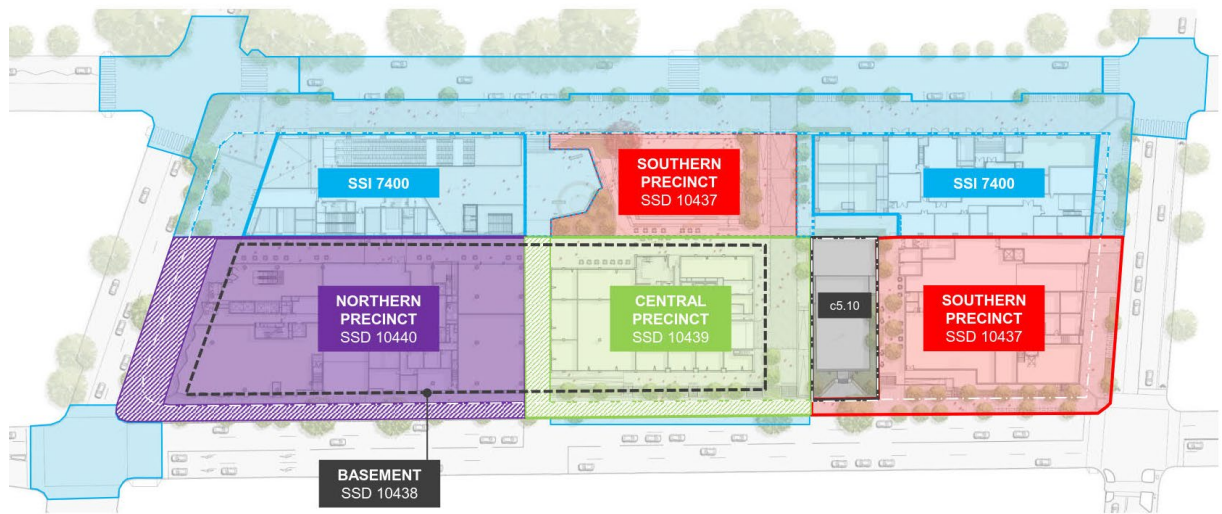 SSI 7400
SOUTHERN
PRECINCT
SSD 10437
SSI 7400
NORTHERN
PRECINCT
SSD 10440
CENTRAL
PRECINCT
SSD 10439
c5.10
SOUTHERN
PRECINCT
SSD 10437
BASEMENT
SSD 10438